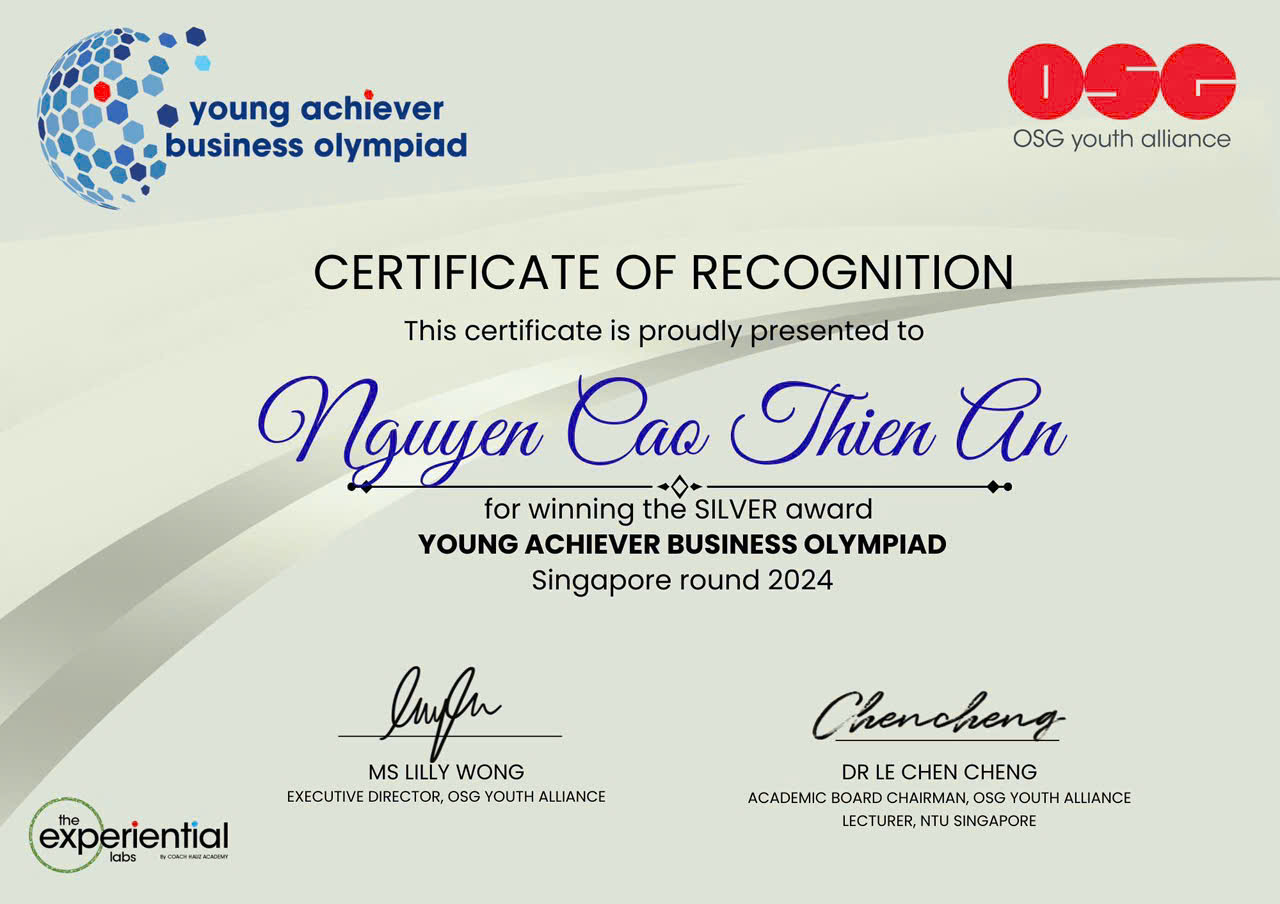 young achiever
business olympiad
OSG
OSG youth alliance
CERTIFICATE OF RECOGNITION
This certificate is proudly presented to
Nguyen Cao Thien An
for winning the SILVER award
YOUNG ACHIEVER BUSINESS OLYMPIAD
Singapore round 2024
Chencheng
MS LILLY WONG
EXECUTIVE DIRECTOR, OSG YOUTH ALLIANCE
DR LE CHEN CHENG
ACADEMIC BOARD CHAIRMAN, OSG YOUTH ALLIANCE
LECTURER, NTU SINGAPORE
the
experiential
labs
By COACH HAUZ ACADEMY